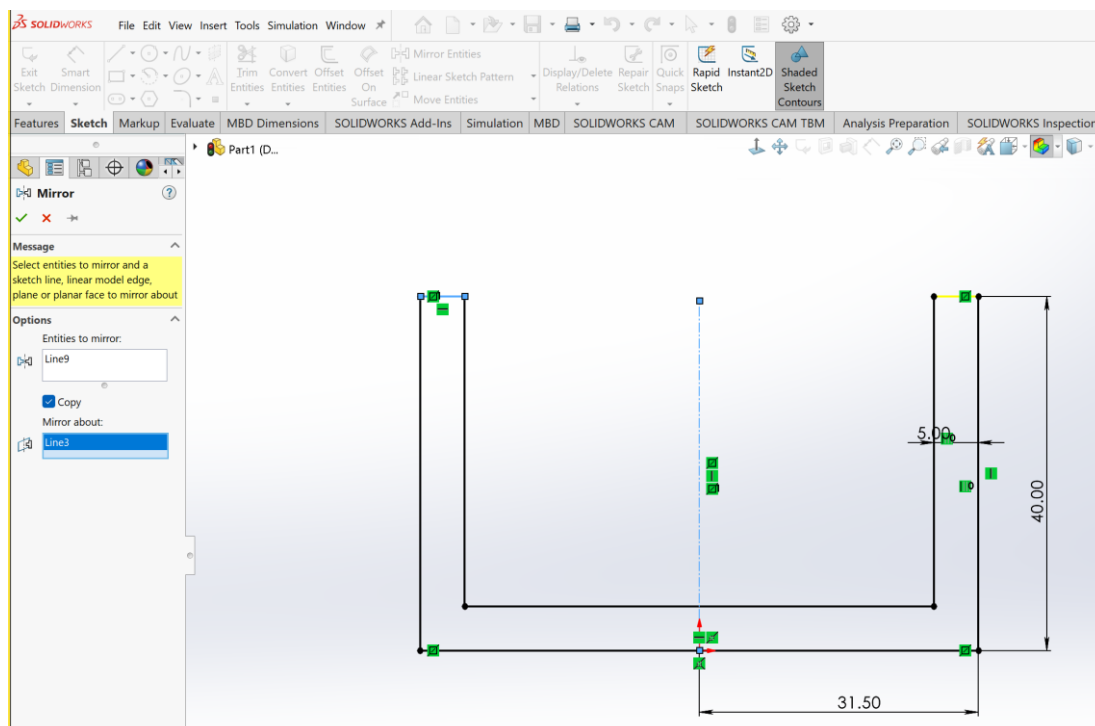 SOLIDWORKS File Edit View Insert Tools Simulation Window
Exit Sketch Smart Dimension Trim Entities Convert Entities Offset Entities Offset On Surface Mirror Entities Linear Sketch Pattern Move Entities Display/Delete Relations Repair Sketch Quick Snaps Rapid Sketch Instant2D Shaded Sketch Contours
Features Sketch Markup Evaluate MBD Dimensions SOLIDWORKS Add-Ins Simulation MBD SOLIDWORKS CAM SOLIDWORKS CAM TBM Analysis Preparation SOLIDWORKS Inspection
Part1 (D...
Mirror
Message
Select entities to mirror and a
sketch line, linear model edge,
plane or planar face to mirror about
Options
Entities to mirror:
Line9
Copy
Mirror about:
Line3
5.00
40.00
31.50